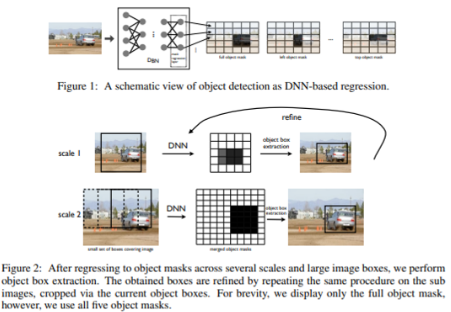 DBN
mask regression layer
full object mask
left object mask
...
top object mask
Figure 1: A schematic view of object detection as DNN-based regression.
refine
scale 1
DNN
object box
extraction
scale 2
DNN
object box
extraction
small set of boxes covering image
merged object masks
Figure 2: After regressing to object masks across several scales and large image boxes, we perform
object box extraction. The obtained boxes are refined by repeating the same procedure on the sub
images, cropped via the current object boxes. For brevity, we display only the full object mask,
however, we use all five object masks.